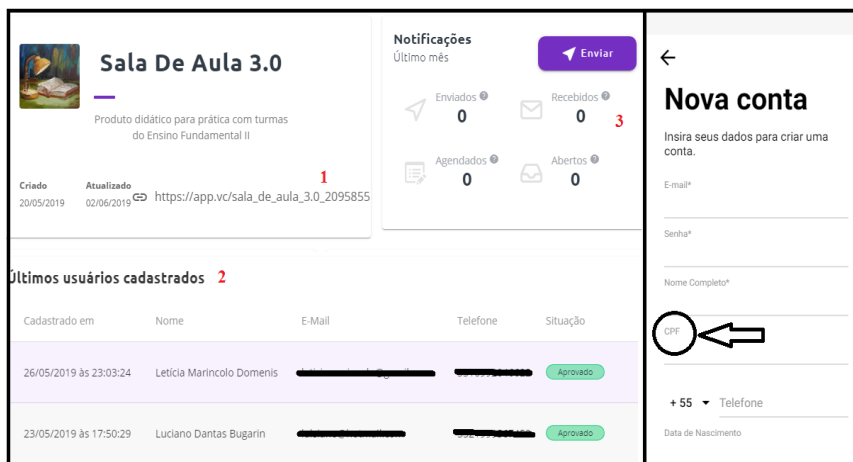 Sala De Aula 3.0
Produto didático para prática com turmas
do Ensino Fundamental II
1
Criado
Atualizado
20/05/2019
02/06/2019
https://app.vc/sala_de_aula_3.0_2095855
Notificações
Último mês
Enviar
Enviados
0
Recebidos
0
3
Agendados
0
Abertos
0
Últimos usuários cadastrados 2
Cadastrado em Nome E-Mail Telefone Situação
26/05/2019 às 23:03:24 Letícia Marincolo Domenis Aprovado
23/05/2019 às 17:50:29 Luciano Dantas Bugarin Aprovado
Nova conta
Insira seus dados para criar uma
conta.
E-mail*
Senha*
Nome Completo*
CPF
+ 55 Telefone
Data de Nascimento